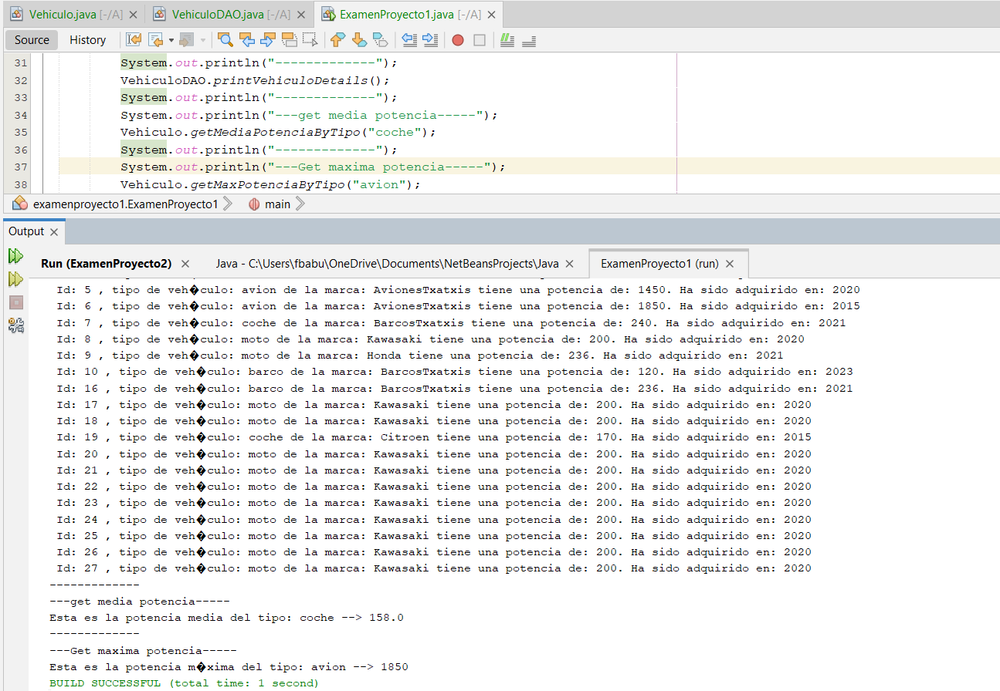 Vehiculo.java [-/A] VehiculoDAO.java [-/A] ExamenProyecto1.java [-/A]
Source History
31 System.out.println("-------------");
32 VehiculoDAO.printVehiculoDetails();
33 System.out.println("-------------");
34 System.out.println("---get media potencia-----");
35 Vehiculo.getMediaPotenciaByTipo("coche");
36 System.out.println("-------------");
37 System.out.println("---Get maxima potencia-----");
38 Vehiculo.getMaxPotenciaByTipo("avion");
examenproyecto1.ExamenProyecto1 main
Output
Run (ExamenProyecto2) Java - C:\Users\fbabu\OneDrive\Documents\NetBeansProjects\Java ExamenProyecto1 (run)
Id: 5 , tipo de veh�culo: avion de la marca: AvionesTxatxis tiene una potencia de: 1450. Ha sido adquirido en: 2020
Id: 6 , tipo de veh�culo: avion de la marca: AvionesTxatxis tiene una potencia de: 1850. Ha sido adquirido en: 2015
Id: 7 , tipo de veh�culo: coche de la marca: BarcosTxatxis tiene una potencia de: 240. Ha sido adquirido en: 2021
Id: 8 , tipo de veh�culo: moto de la marca: Kawasaki tiene una potencia de: 200. Ha sido adquirido en: 2020
Id: 9 , tipo de veh�culo: moto de la marca: Honda tiene una potencia de: 236. Ha sido adquirido en: 2021
Id: 10 , tipo de veh�culo: barco de la marca: BarcosTxatxis tiene una potencia de: 120. Ha sido adquirido en: 2023
Id: 16 , tipo de veh�culo: barco de la marca: BarcosTxatxis tiene una potencia de: 236. Ha sido adquirido en: 2021
Id: 17 , tipo de veh�culo: moto de la marca: Kawasaki tiene una potencia de: 200. Ha sido adquirido en: 2020
Id: 18 , tipo de veh�culo: moto de la marca: Kawasaki tiene una potencia de: 200. Ha sido adquirido en: 2020
Id: 19 , tipo de veh�culo: coche de la marca: Citroen tiene una potencia de: 170. Ha sido adquirido en: 2015
Id: 20 , tipo de veh�culo: moto de la marca: Kawasaki tiene una potencia de: 200. Ha sido adquirido en: 2020
Id: 21 , tipo de veh�culo: moto de la marca: Kawasaki tiene una potencia de: 200. Ha sido adquirido en: 2020
Id: 22 , tipo de veh�culo: moto de la marca: Kawasaki tiene una potencia de: 200. Ha sido adquirido en: 2020
Id: 23 , tipo de veh�culo: moto de la marca: Kawasaki tiene una potencia de: 200. Ha sido adquirido en: 2020
Id: 24 , tipo de veh�culo: moto de la marca: Kawasaki tiene una potencia de: 200. Ha sido adquirido en: 2020
Id: 25 , tipo de veh�culo: moto de la marca: Kawasaki tiene una potencia de: 200. Ha sido adquirido en: 2020
Id: 26 , tipo de veh�culo: moto de la marca: Kawasaki tiene una potencia de: 200. Ha sido adquirido en: 2020
Id: 27 , tipo de veh�culo: moto de la marca: Kawasaki tiene una potencia de: 200. Ha sido adquirido en: 2020
-------------
---get media potencia-----
Esta es la potencia media del tipo: coche --> 158.0
-------------
---Get maxima potencia-----
Esta es la potencia m�xima del tipo: avion --> 1850
BUILD SUCCESSFUL (total time: 1 second)